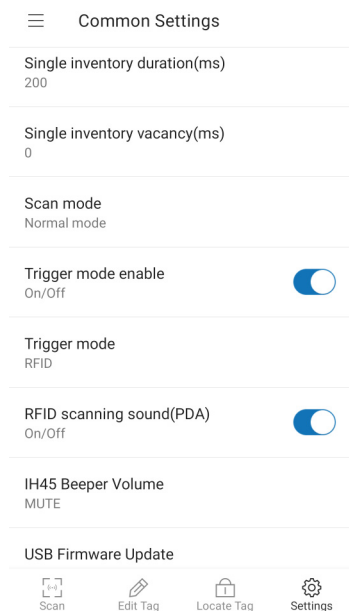 Common Settings
Single inventory duration(ms)
200
Single inventory vacancy(ms)
0
Scan mode
Normal mode
Trigger mode enable
On/Off
Trigger mode
RFID
RFID scanning sound(PDA)
On/Off
IH45 Beeper Volume
MUTE
USB Firmware Update
Scan Edit Tag Locate Tag Settings